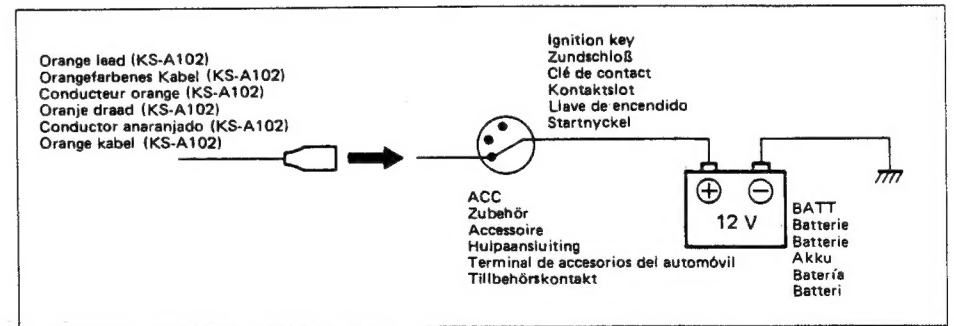 Orange lead (KS-A102)
Orangefarbenes Kabel (KS-A102)
Conducteur orange (KS-A102)
Oranje draad (KS-A102)
Conductor anaranjado (KS-A102)
Orange kabel (KS-A102)
Ignition key
Zundschloß
Clé de contact
Kontaktslot
Llave de encendido
Startnyckel
ACC
Zubehör
Accessoire
Hulpaansluiting
Terminal de accesorios del automóvil
Tillbehörskontakt
+ −
12 V
BATT
Batterie
Batterie
Akku
Batería
Batteri